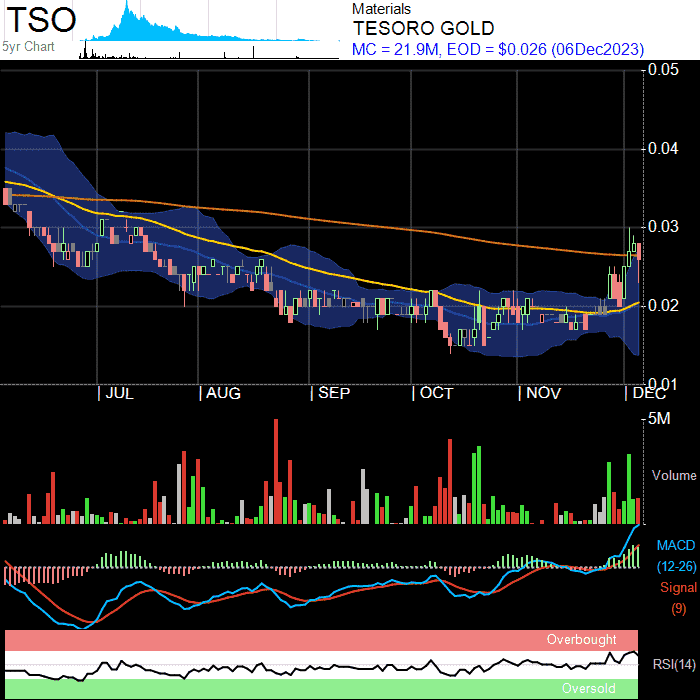 TSO
5yr Chart
Materials
TESORO GOLD
MC = 21.9M, EOD = $0.026 (06Dec2023)
0.05
0.04
0.03
0.02
0.01
| JUL | AUG | SEP | OCT | NOV | DEC
5M
Volume
MACD
(12-26)
Signal
(9)
Overbought
RSI(14)
Oversold